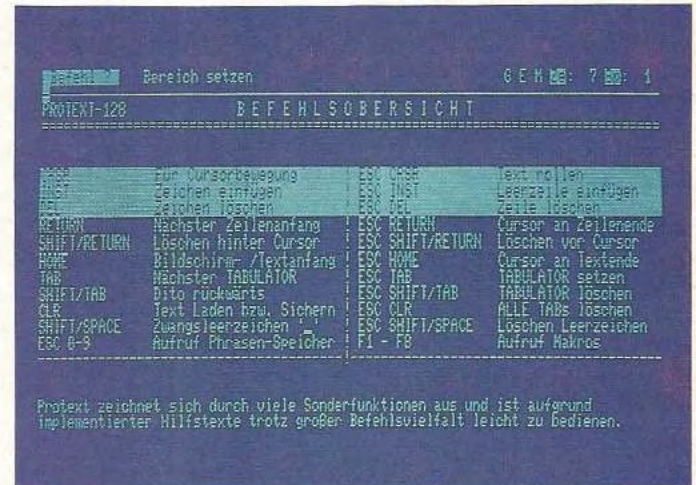 Befehl ? Bereich setzen G E M Ze: 7 Sp: 1
PROTEXT-128 B E F E H L S O B E R S I C H T
CRSR Für Cursorbewegung ! ESC CRSR Text rollen
INST Zeichen einfügen ! ESC INST Leerzeile einfügen
DEL Zeichen löschen ! ESC DEL Zeile löschen
RETURN Nächster Zeilenanfang ! ESC RETURN Cursor an Zeilenende
SHIFT/RETURN Löschen hinter Cursor ! ESC SHIFT/RETURN Löschen vor Cursor
HOME Bildschirm- /Textanfang ! ESC HOME Cursor an Textende
TAB Nächster TABULATOR ! ESC TAB TABULATOR setzen
SHIFT/TAB Dito rückwärts ! ESC SHIFT/TAB TABULATOR löschen
CLR Text Laden bzw. Sichern ! ESC CLR ALLE TABs löschen
SHIFT/SPACE Zwangsleerzeichen '_' ! ESC SHIFT/SPACE Löschen Leerzeichen
ESC 0-9 Aufruf Phrasen-Speicher ! F1 - F8 Aufruf Makros
Protext zeichnet sich durch viele Sonderfunktionen aus und ist aufgrund
implementierter Hilfstexte trotz großer Befehlsvielfalt leicht zu bedienen.